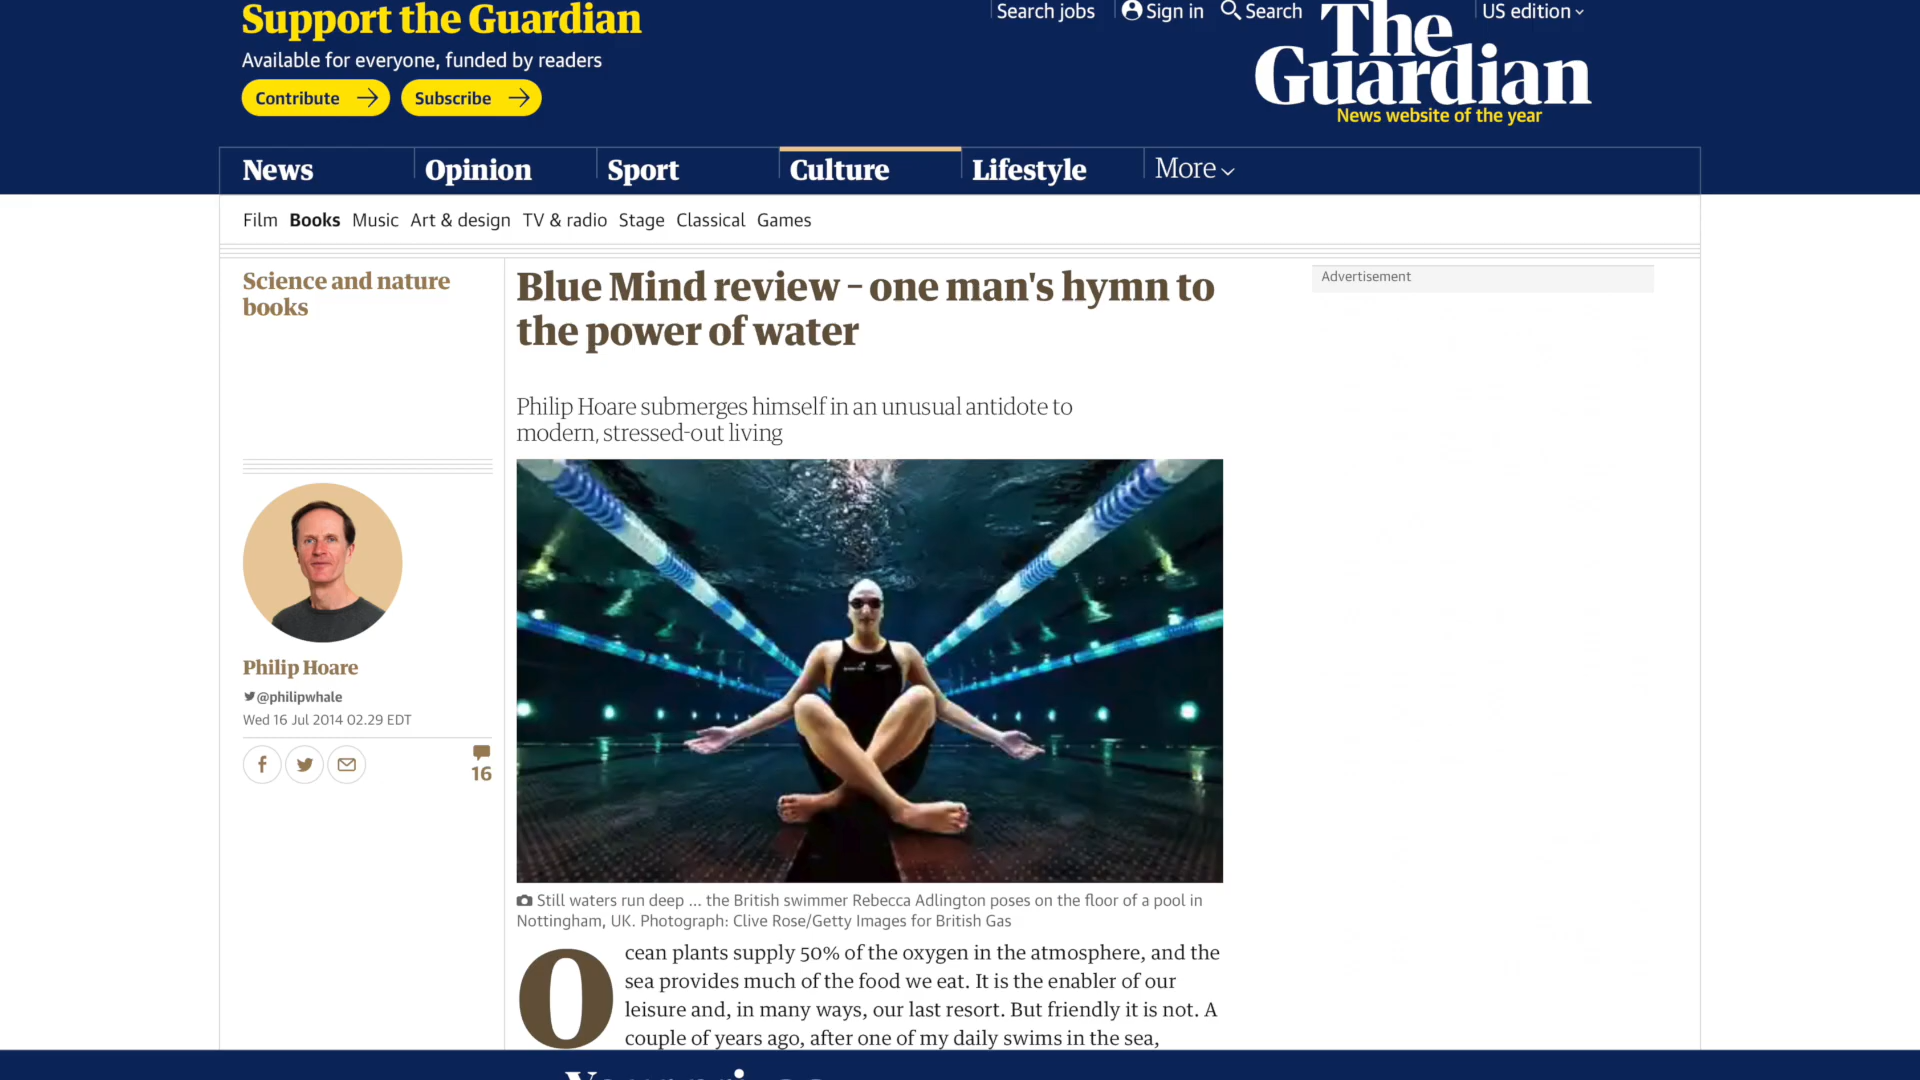 Support the Guardian
Available for everyone, funded by readers
Contribute
Subscribe
Search jobs
Sign in
Search
US edition
The
Guardian
News website of the year
News
Opinion
Sport
Culture
Lifestyle
More
Film Books Music Art & design TV & radio Stage Classical Games
Science and nature
books
Blue Mind review – one man's hymn to
the power of water
Philip Hoare submerges himself in an unusual antidote to
modern, stressed-out living
Advertisement
Philip Hoare
@philipwhale
Wed 16 Jul 2014 02.29 EDT
16
Still waters run deep ... the British swimmer Rebecca Adlington poses on the floor of a pool in
Nottingham, UK. Photograph: Clive Rose/Getty Images for British Gas
Ocean plants supply 50% of the oxygen in the atmosphere, and the
sea provides much of the food we eat. It is the enabler of our
leisure and, in many ways, our last resort. But friendly it is not. A
couple of years ago, after one of my daily swims in the sea,